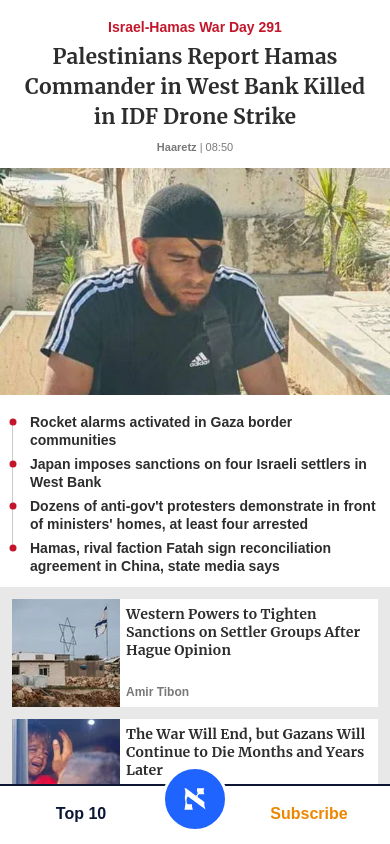 Israel-Hamas War Day 291
Palestinians Report Hamas
Commander in West Bank Killed
in IDF Drone Strike
Haaretz | 08:50
adidas
Rocket alarms activated in Gaza border
communities
Japan imposes sanctions on four Israeli settlers in
West Bank
Dozens of anti-gov't protesters demonstrate in front
of ministers' homes, at least four arrested
Hamas, rival faction Fatah sign reconciliation
agreement in China, state media says
Western Powers to Tighten
Sanctions on Settler Groups After
Hague Opinion
Amir Tibon
The War Will End, but Gazans Will
Continue to Die Months and Years
Later
Top 10
א
Subscribe